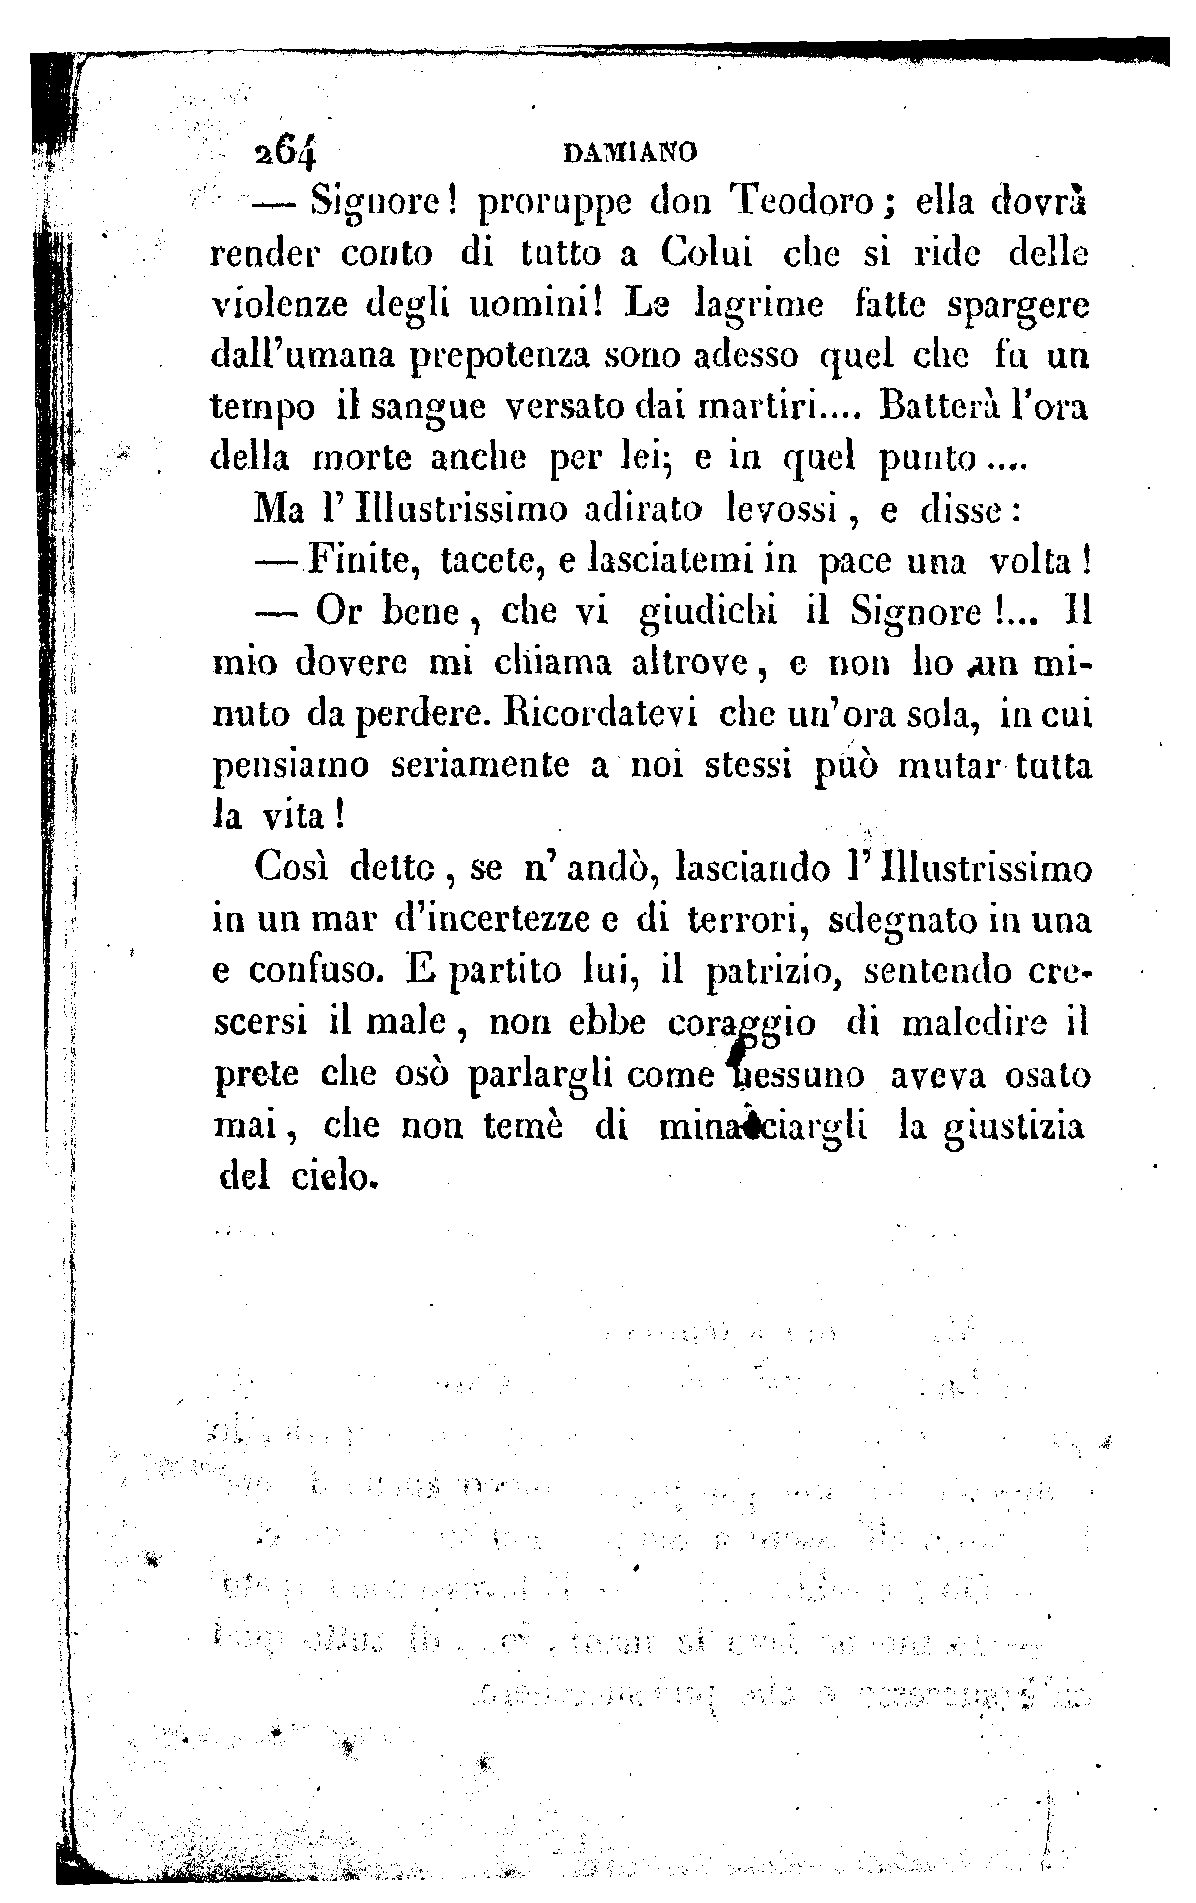 264 DAMIANO
— Signore! proruppe don Teodoro; ella dovrà
render conto di tutto a Colui che si ride delle
violenze degli uomini! Le lagrime fatte spargere
dall'umana prepotenza sono adesso quel che fu un
tempo il sangue versato dai martiri.... Batterà l'ora
della morte anche per lei; e in quel punto ....
Ma l'Illustrissimo adirato levossi, e disse:
— Finite, tacete, e lasciatemi in pace una volta!
— Or bene, che vi giudichi il Signore!... Il
mio dovere mi chiama altrove, e non ho un mi-
nuto da perdere. Ricordatevi che un'ora sola, in cui
pensiamo seriamente a noi stessi può mutar tutta
la vita!
Così detto, se n'andò, lasciando l'Illustrissimo
in un mar d'incertezze e di terrori, sdegnato in una
e confuso. E partito lui, il patrizio, sentendo cre-
scersi il male, non ebbe coraggio di maledire il
prete che osò parlargli come nessuno aveva osato
mai, che non temè di minacciargli la giustizia
del cielo.